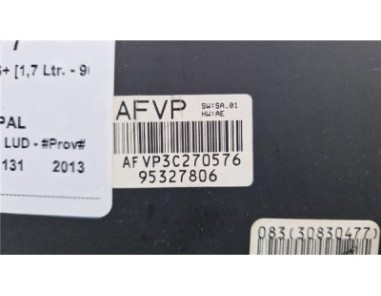 S+ [1,7 Ltr. - 9
PAL
LUD - #Prov#
131 2013
AFVP SW:SA.01
HW:AE
AFVP3C270576
95327806
083(30830477)